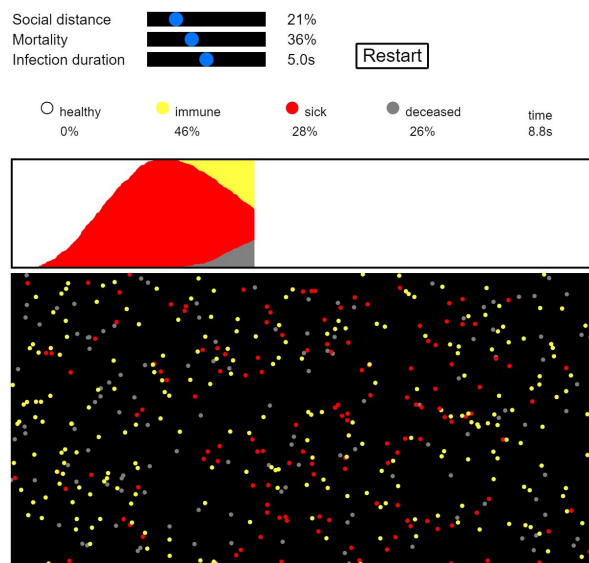 Social distance 21%
Mortality 36%
Infection duration 5.0s Restart
healthy immune sick deceased time
0% 46% 28% 26% 8.8s